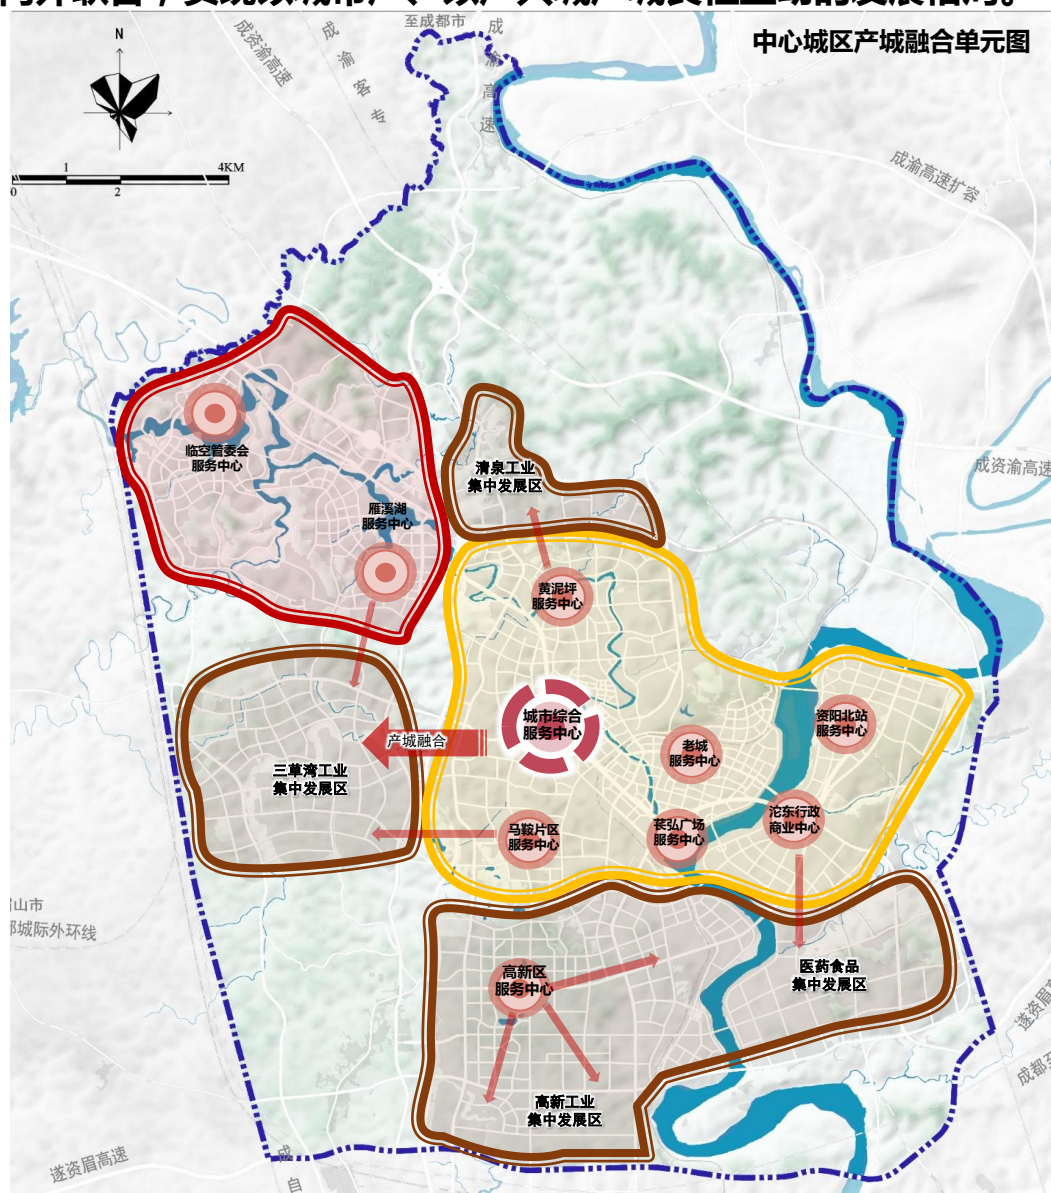 中心城区产城融合单元图
至成都市
成渝高速
成资渝高速
成渝客专
N
1
4KM
0
2
成渝高速扩容
成资渝高速
临空管委会
服务中心
雁溪湖
服务中心
清泉工业
集中发展区
黄泥坪
服务中心
城市综合
服务中心
资阳北站
服务中心
老城
服务中心
产城融合
三草湾工业
集中发展区
马鞍片区
服务中心
苌弘广场
服务中心
沱东行政
商业中心
山市
城际外环线
高新区
服务中心
医药食品
集中发展区
高新工业
集中发展区
遂资眉高
成都至
遂资眉高速
成
自